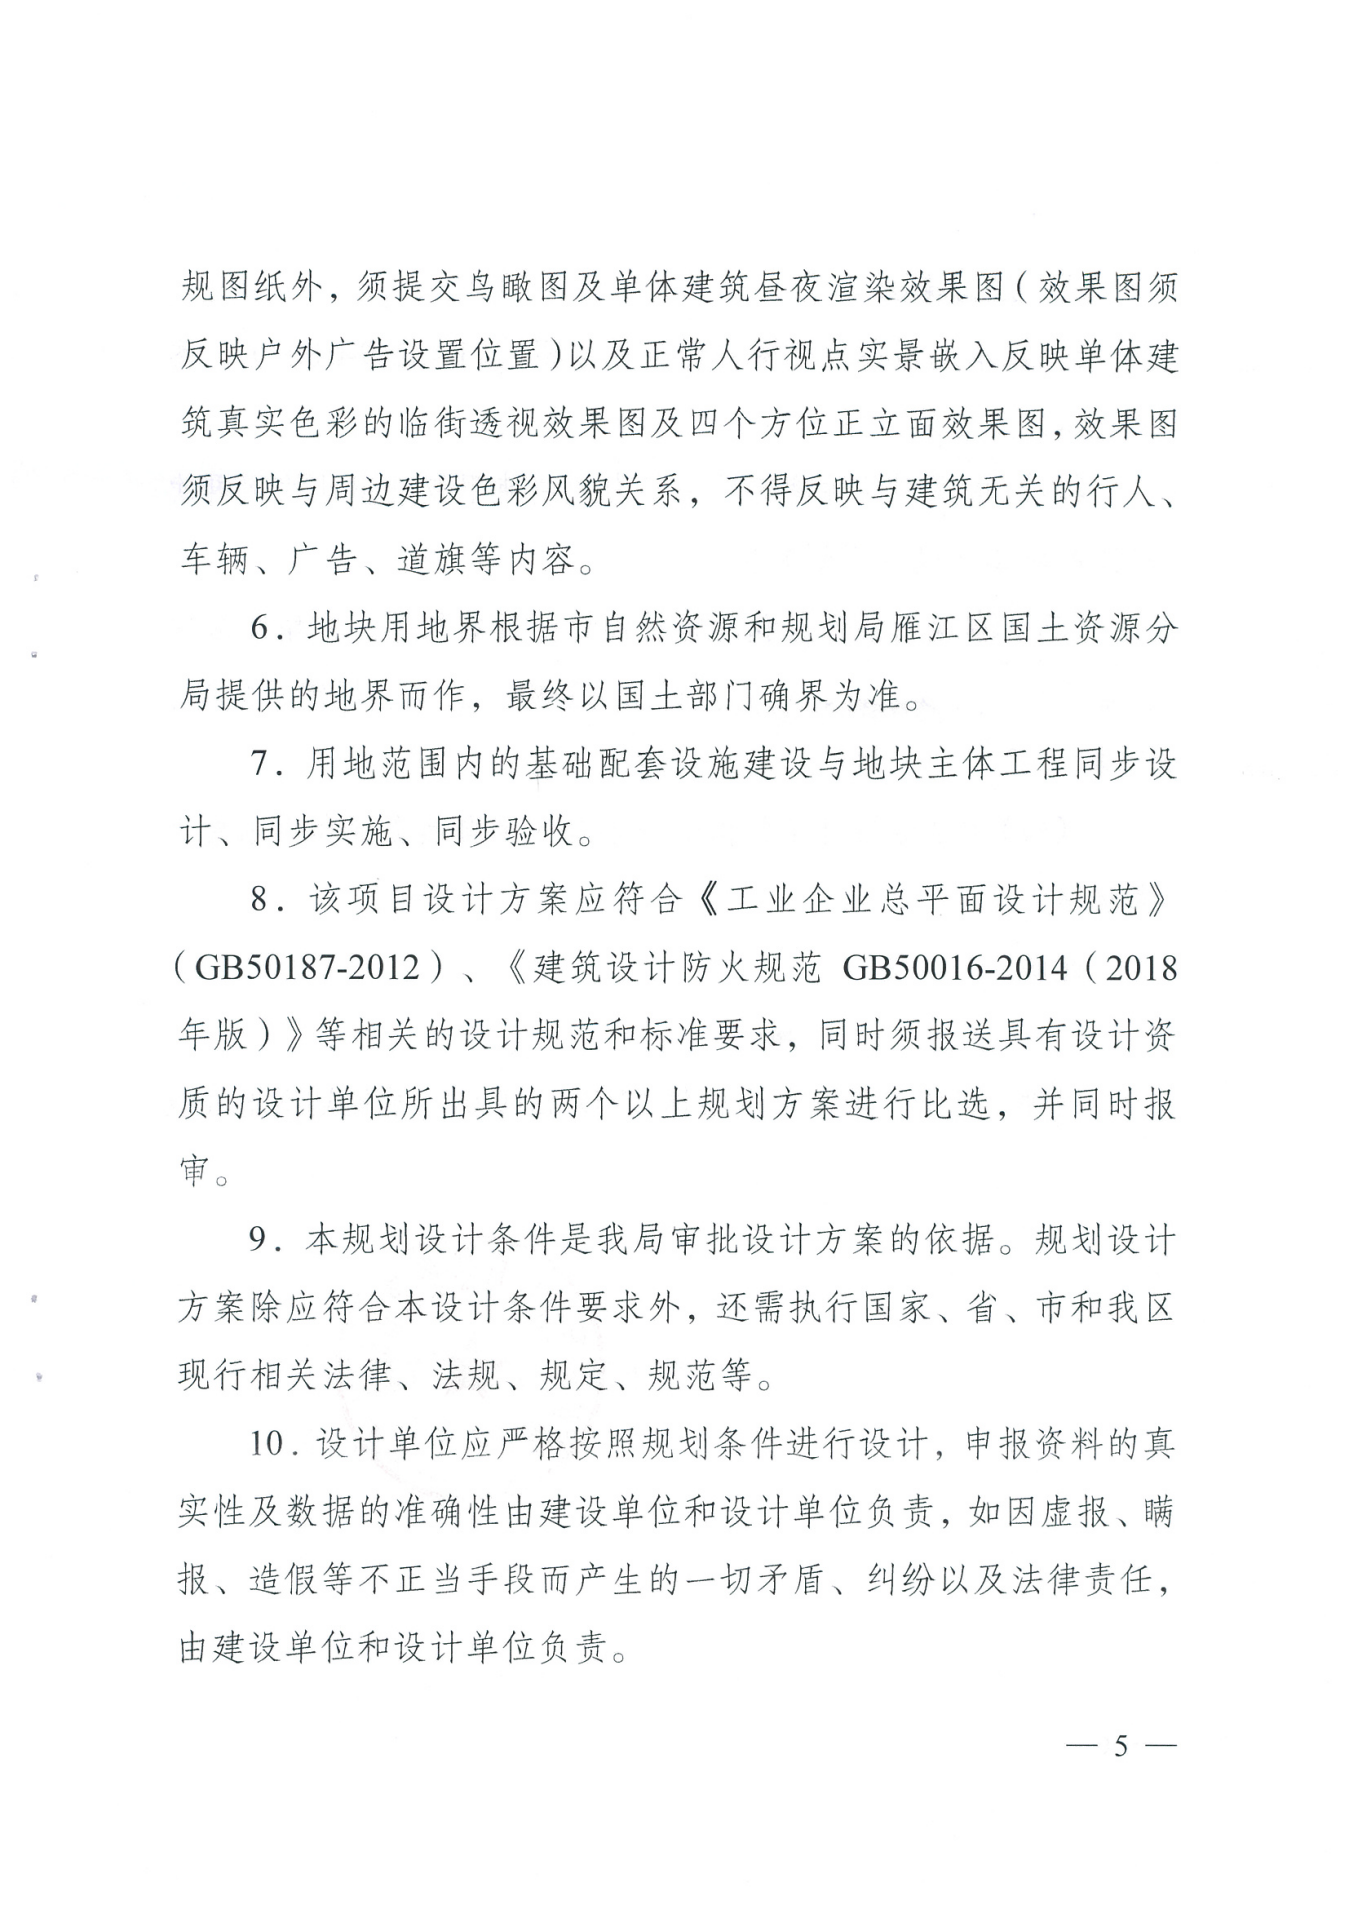 规图纸外，须提交鸟瞰图及单体建筑昼夜渲染效果图（效果图须
反映户外广告设置位置）以及正常人行视点实景嵌入反映单体建
筑真实色彩的临街透视效果图及四个方位正立面效果图，效果图
须反映与周边建设色彩风貌关系，不得反映与建筑无关的行人、
车辆、广告、道旗等内容。
6．地块用地界根据市自然资源和规划局雁江区国土资源分
局提供的地界而作，最终以国土部门确界为准。
7．用地范围内的基础配套设施建设与地块主体工程同步设
计、同步实施、同步验收。
8．该项目设计方案应符合《工业企业总平面设计规范》
（GB50187-2012）、《建筑设计防火规范 GB50016-2014（2018
年版）》等相关的设计规范和标准要求，同时须报送具有设计资
质的设计单位所出具的两个以上规划方案进行比选，并同时报
审。
9．本规划设计条件是我局审批设计方案的依据。规划设计
方案除应符合本设计条件要求外，还需执行国家、省、市和我区
现行相关法律、法规、规定、规范等。
10．设计单位应严格按照规划条件进行设计，申报资料的真
实性及数据的准确性由建设单位和设计单位负责，如因虚报、瞒
报、造假等不正当手段而产生的一切矛盾、纠纷以及法律责任，
由建设单位和设计单位负责。
— 5 —